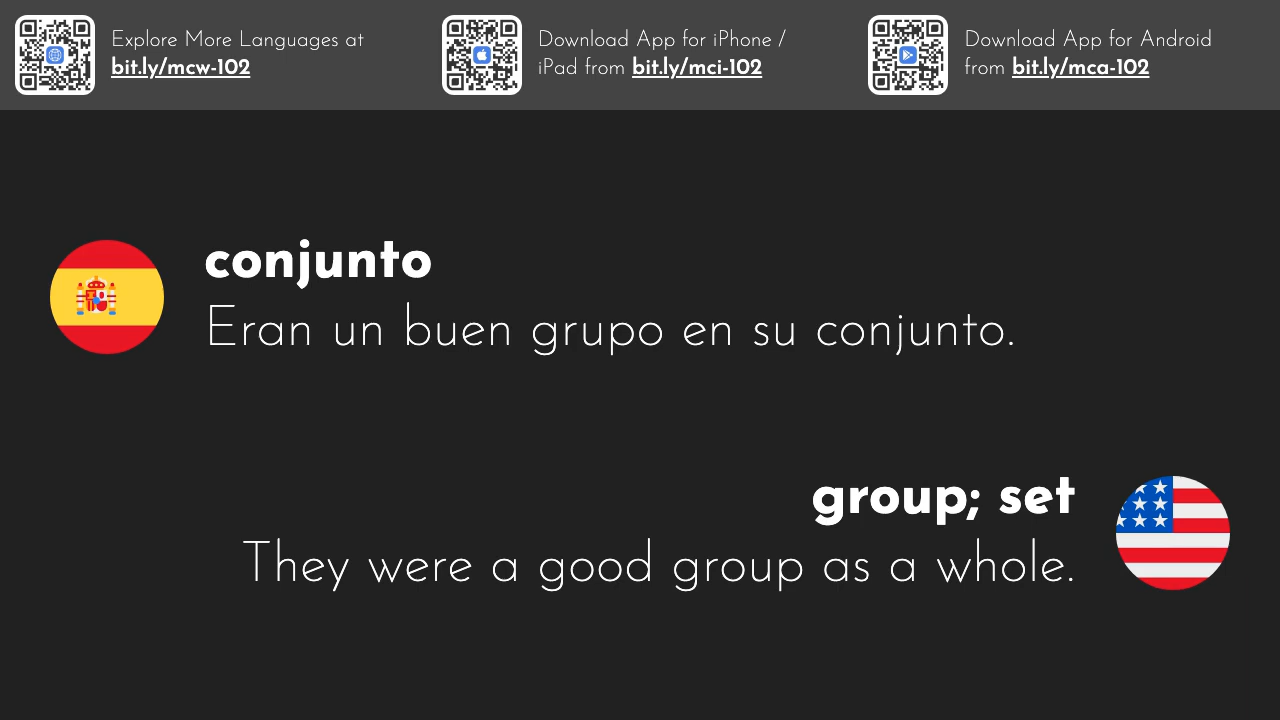 Explore More Languages at
bit.ly/mcw-102
Download App for iPhone /
iPad from bit.ly/mci-102
Download App for Android
from bit.ly/mca-102
conjunto
Eran un buen grupo en su conjunto.
group; set
They were a good group as a whole.